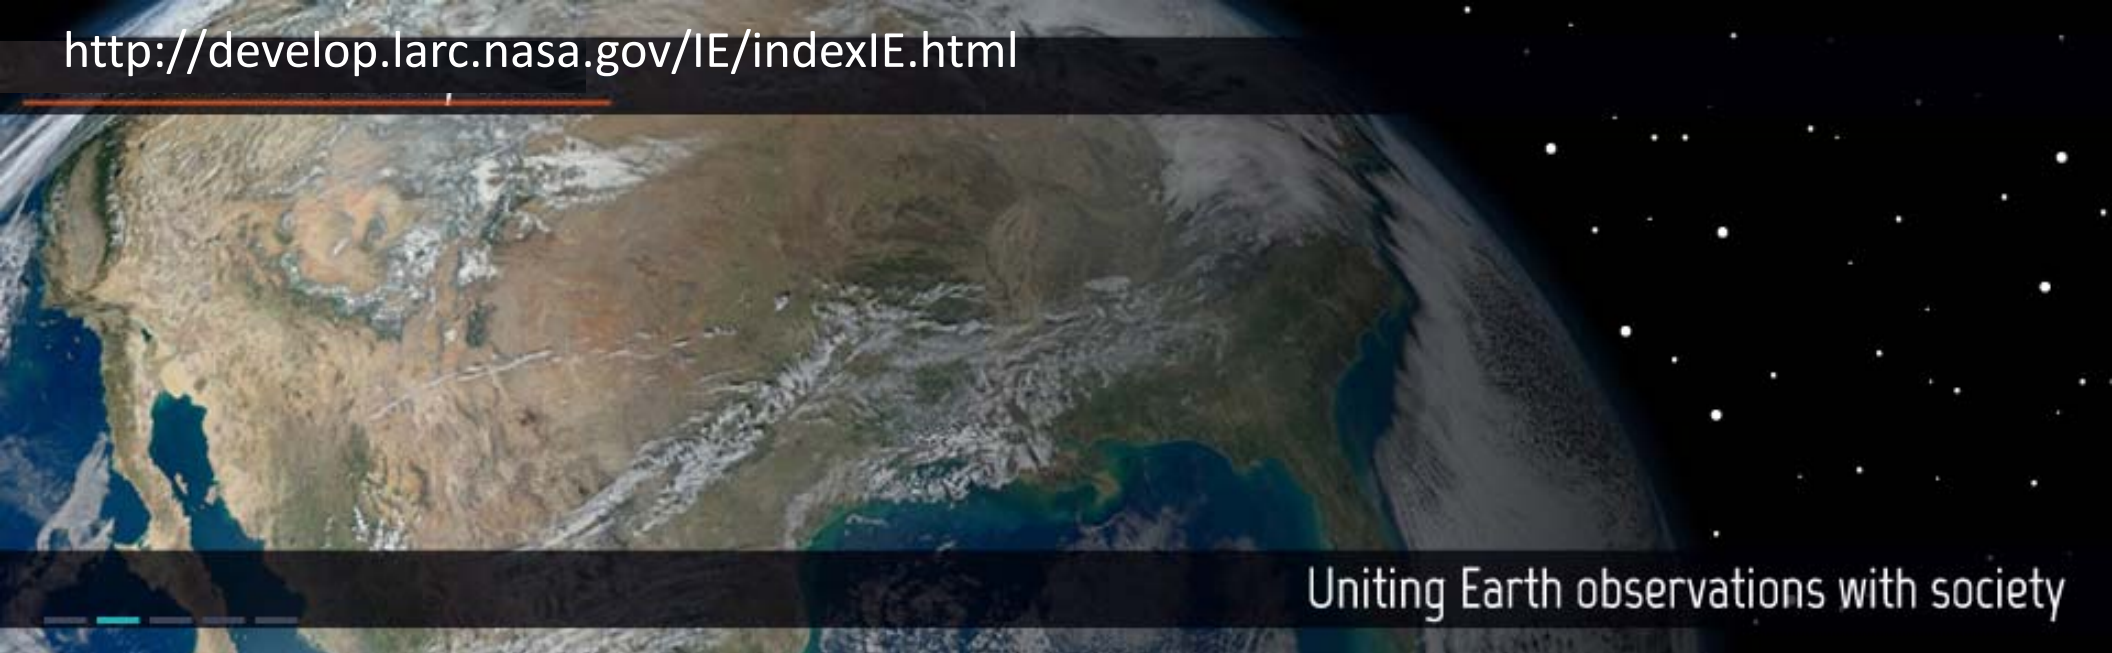 http://develop.larc.nasa.gov/IE/indexIE.html
Uniting Earth observations with society